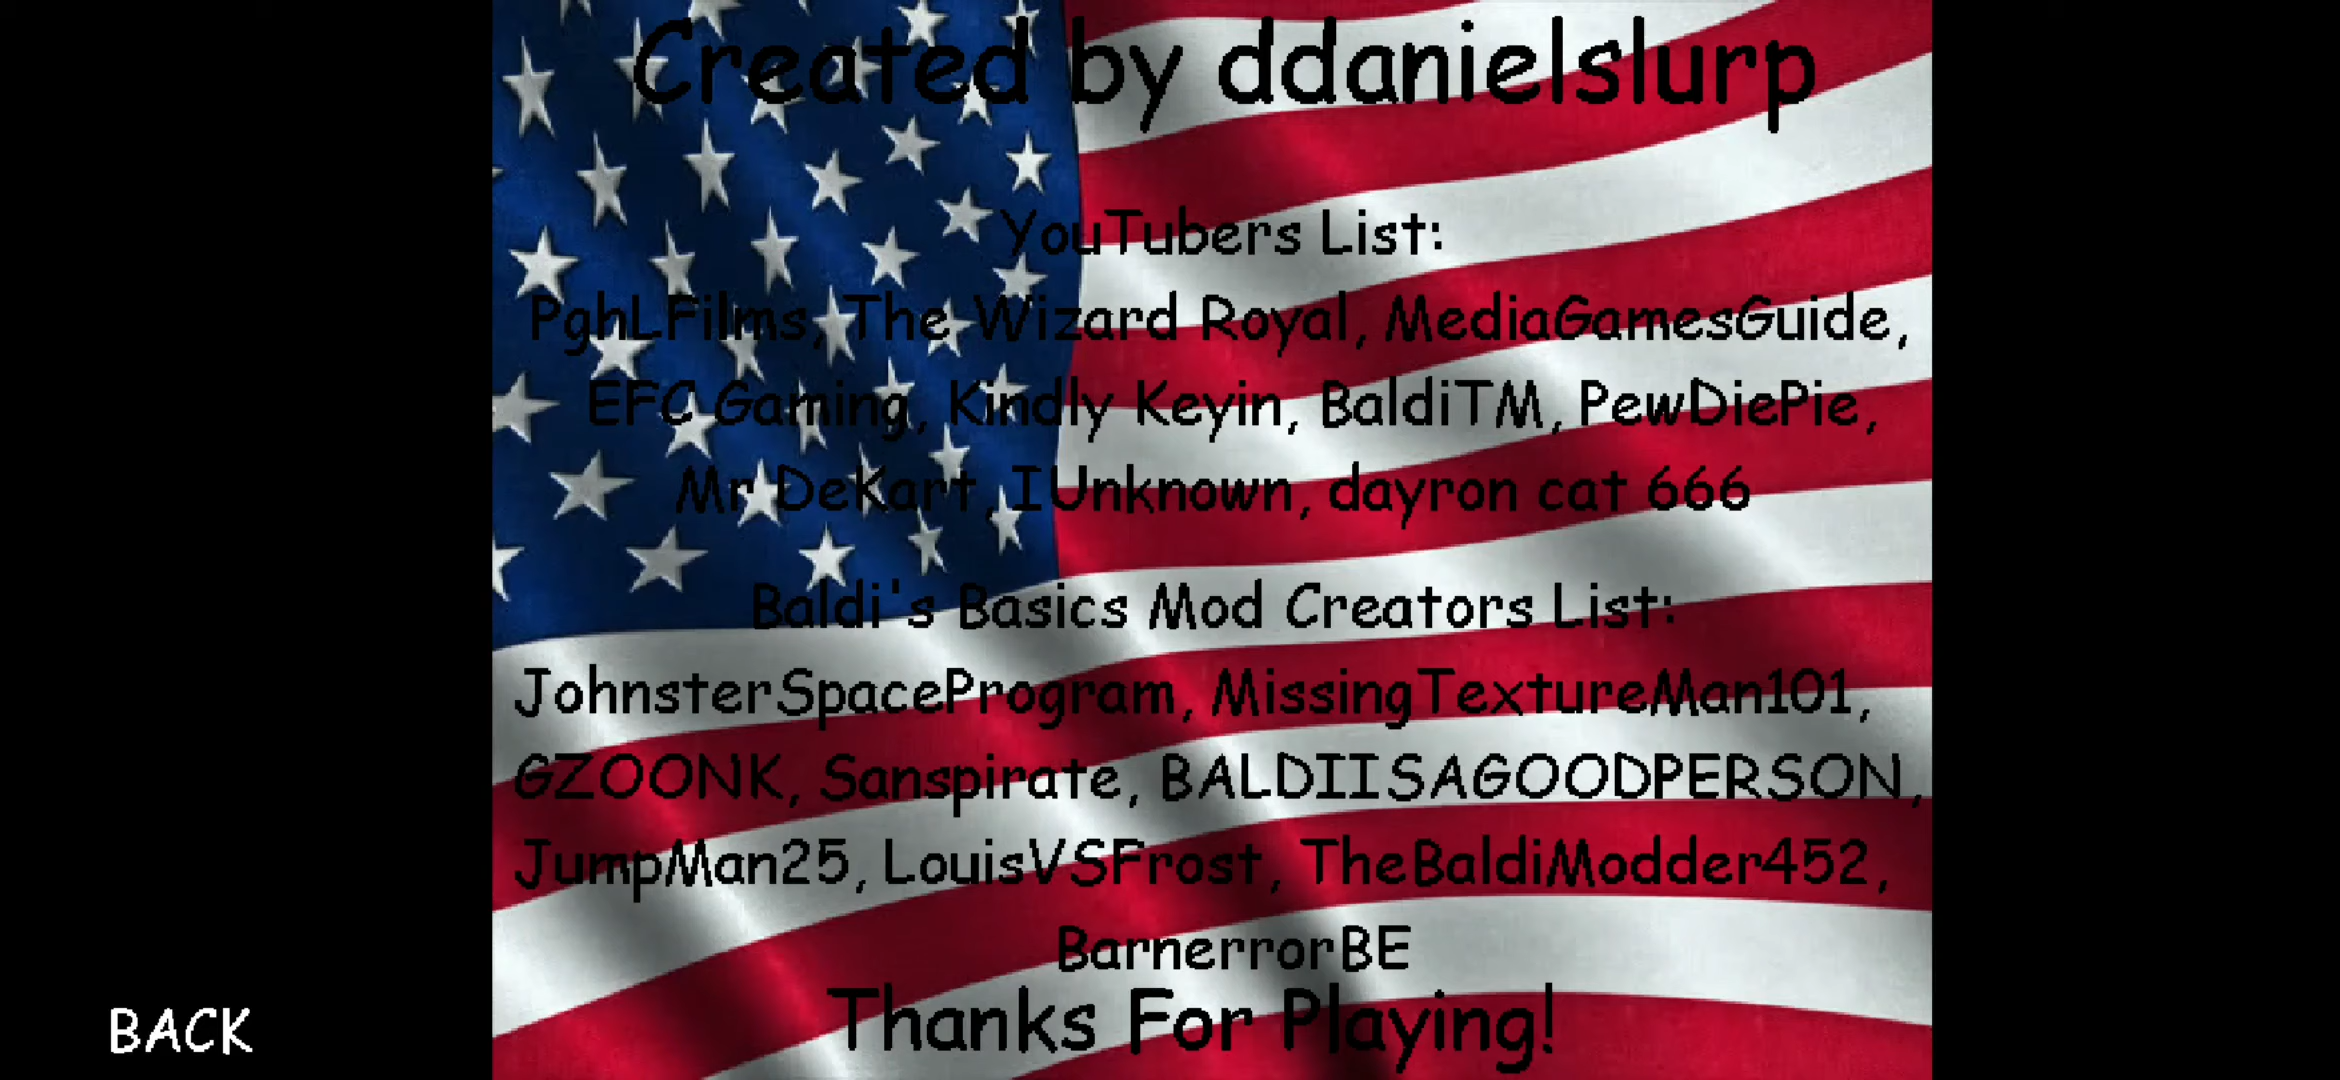 Created by ddanielslurp
YouTubers List:
PghLFilms, The Wizard Royal, MediaGamesGuide,
EFC Gaming, Kindly Keyin, BaldiTM, PewDiePie,
Mr DeKart, IUnknown, dayron cat 666
Baldi's Basics Mod Creators List:
JohnsterSpaceProgram, MissingTextureMan101,
GZOONK, Sanspirate, BALDIISAGOODPERSON,
JumpMan25, LouisVSFrost, TheBaldiModder452,
BarnerrorBE
Thanks For Playing!
BACK